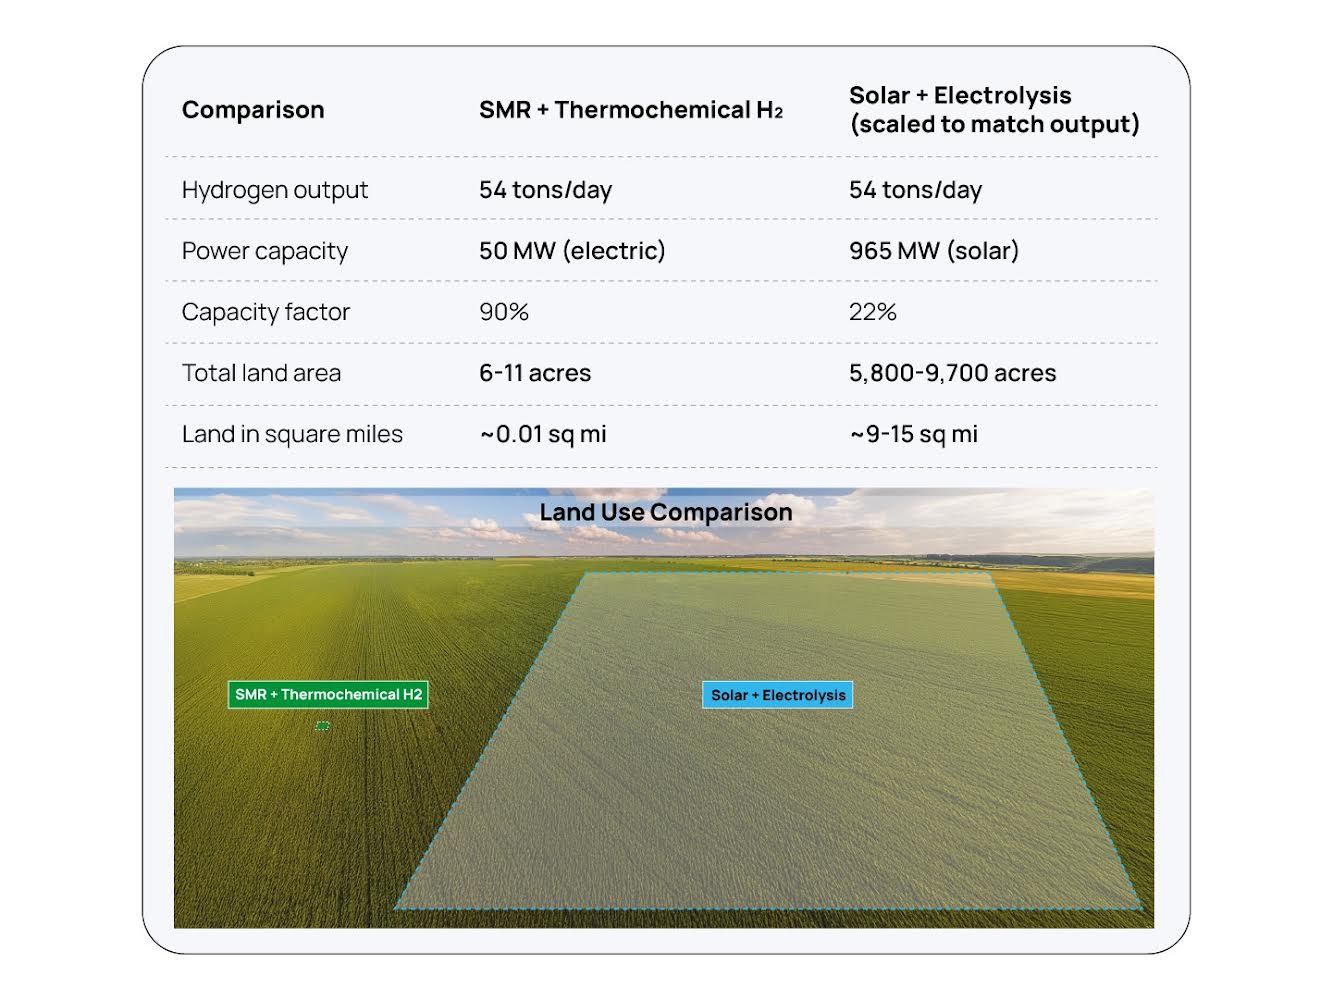 Comparison
SMR + Thermochemical H₂
Solar + Electrolysis
(scaled to match output)
Hydrogen output
54 tons/day
54 tons/day
Power capacity
50 MW (electric)
965 MW (solar)
Capacity factor
90%
22%
Total land area
6-11 acres
5,800-9,700 acres
Land in square miles
~0.01 sq mi
~9-15 sq mi
Land Use Comparison
SMR + Thermochemical H2
Solar + Electrolysis